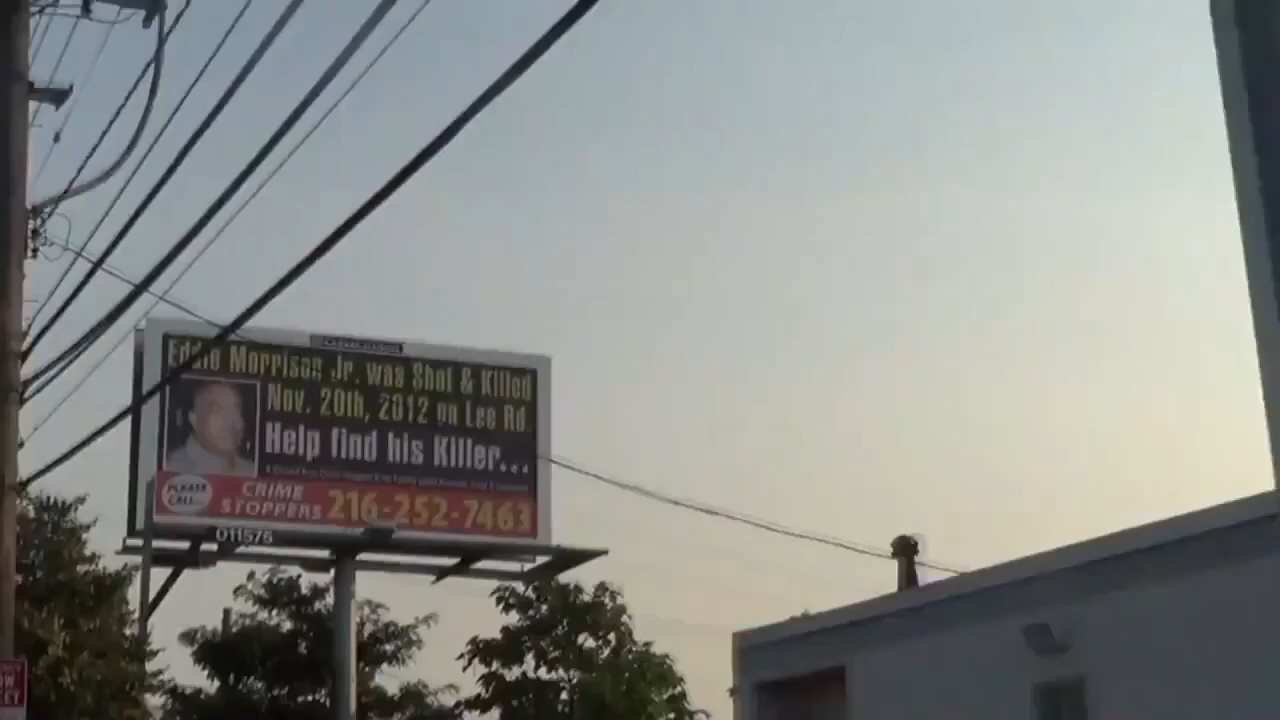 Eddie Morrison Jr. was Shot & Killed
Nov. 20th, 2012 on Lee Rd.
Help find his Killer...
PLEASE
CALL...
CRIME
STOPPERS
216-252-7463
011576